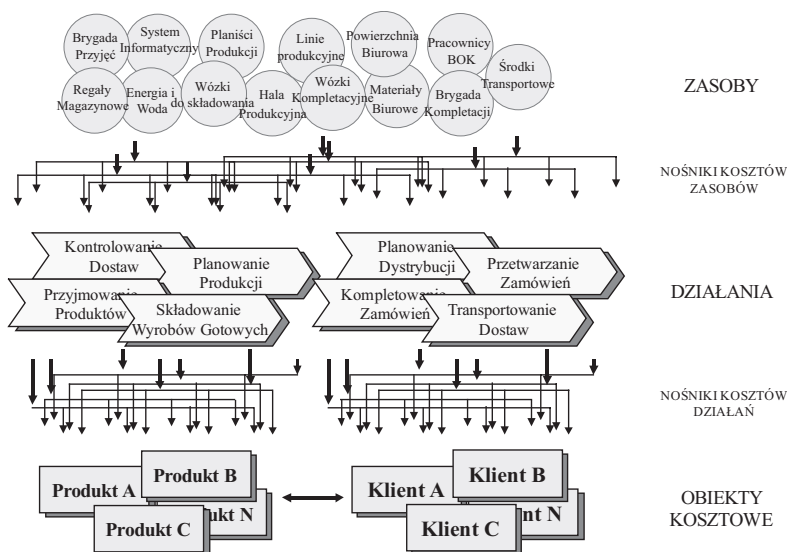 Brygada
Przyjęć
System
Informatyczny
Planiści
Produkcji
Linie
produkcyjne
Powierzchnia
Biurowa
Pracownicy
BOK
Środki
Transportowe
Regały
Magazynowe
Energia i
Woda
Wózki
do składowania
Hala
Produkcyjna
Wózki
Kompletacyjne
Materiały
Biurowe
Brygada
Kompletacji
ZASOBY
NOŚNIKI KOSZTÓW
ZASOBÓW
Kontrolowanie
Dostaw
Planowanie
Produkcji
Przyjmowanie
Produktów
Składowanie
Wyrobów Gotowych
Planowanie
Dystrybucji
Przetwarzanie
Zamówień
Kompletowanie
Zamówień
Transportowanie
Dostaw
DZIAŁANIA
NOŚNIKI KOSZTÓW
DZIAŁAŃ
Produkt A
Produkt B
Produkt C
ukt N
Klient A
Klient B
Klient C
nt N
OBIEKTY
KOSZTOWE